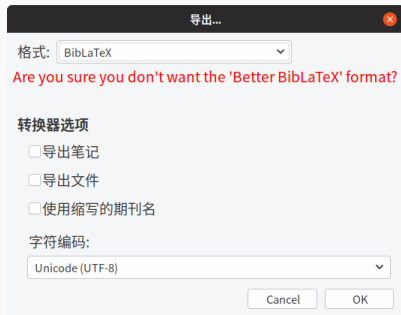 导出...
格式: BibLaTeX
Are you sure you don't want the 'Better BibLaTeX' format?
转换器选项
导出笔记
导出文件
使用缩写的期刊名
字符编码:
Unicode (UTF-8)
Cancel OK